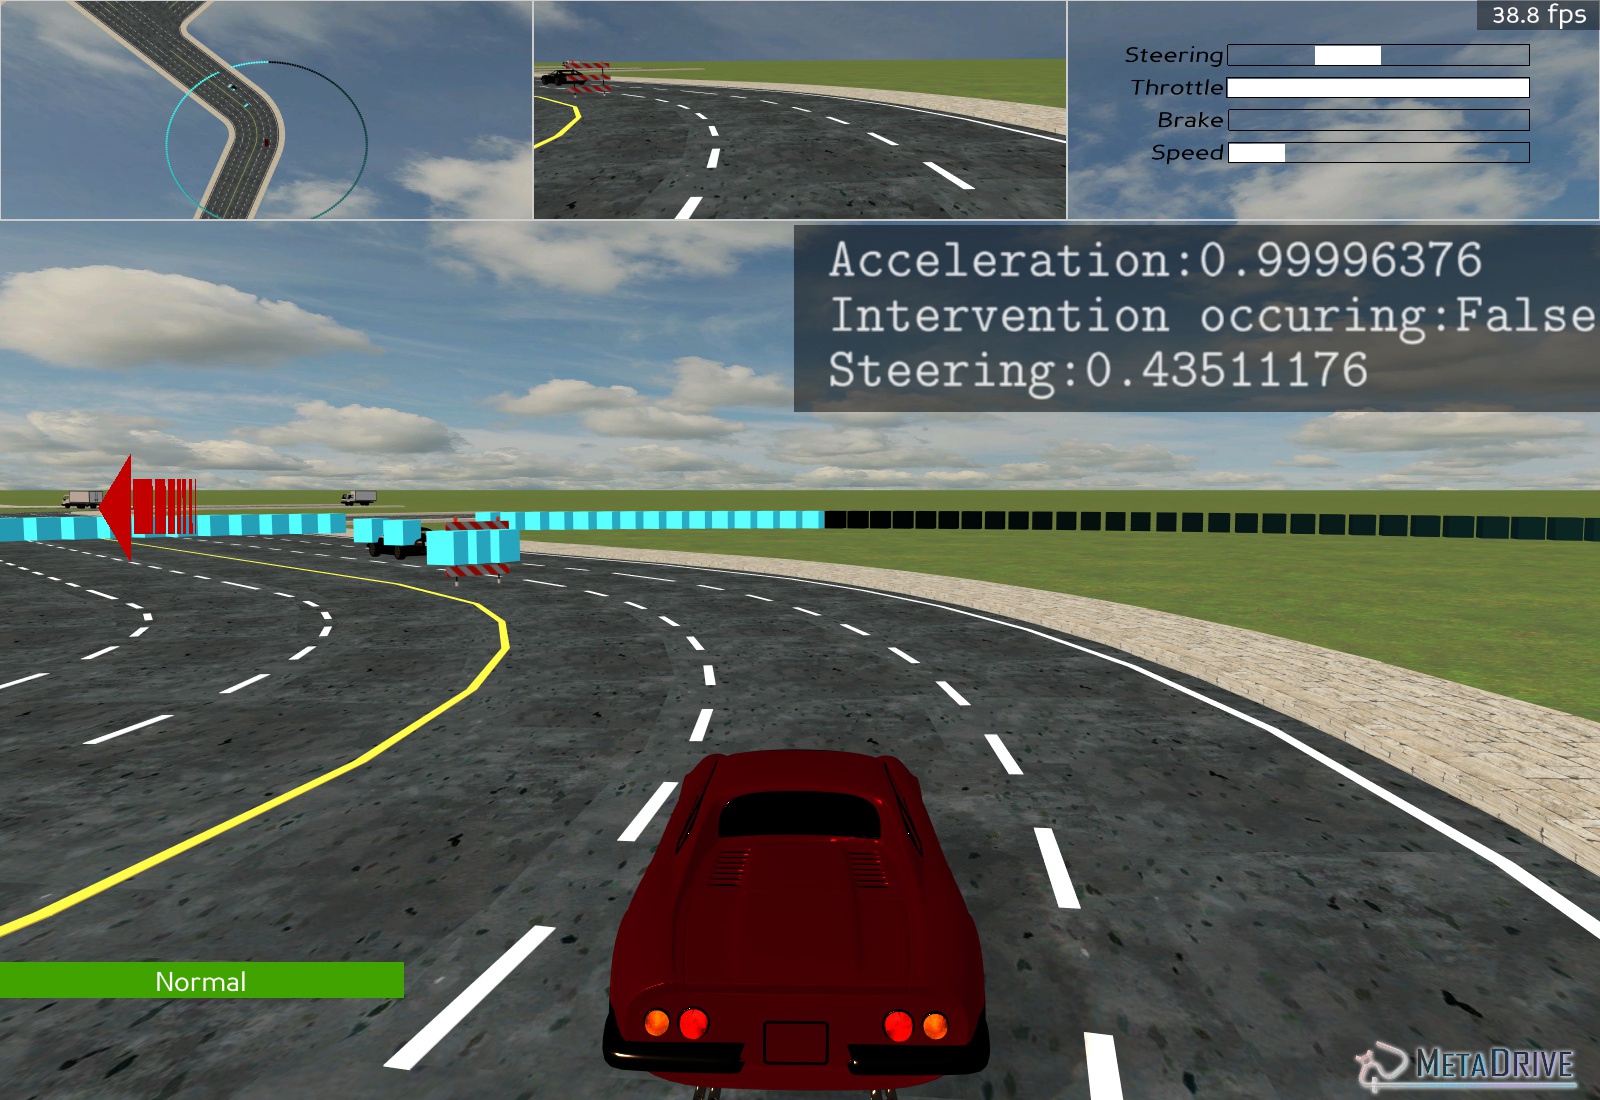 38.8 fps
Steering
Throttle
Brake
Speed
Acceleration:0.99996376
Intervention occuring:False
Steering:0.43511176
Normal
METADRIVE